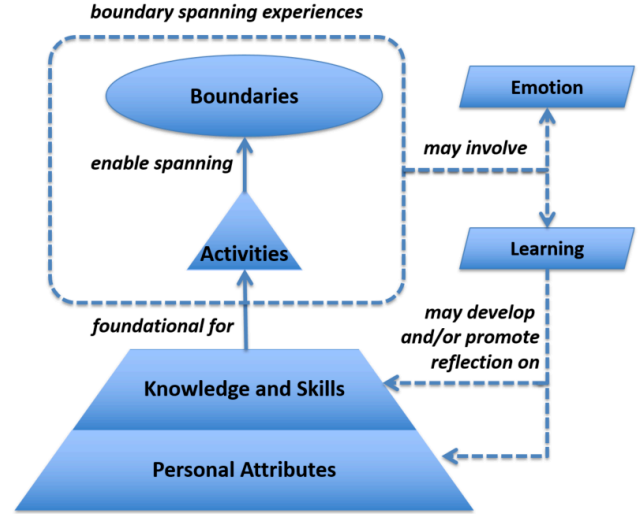 boundary spanning experiences
Boundaries
Emotion
enable spanning
may involve
Activities
Learning
foundational for
may develop
and/or promote
reflection on
Knowledge and Skills
Personal Attributes